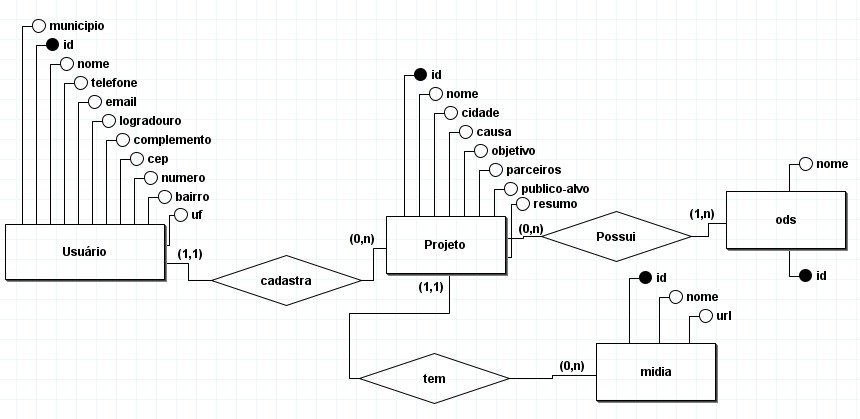 municipio
id
nome
telefone
email
logradouro
complemento
cep
numero
bairro
uf
Usuário
(1,1)
cadastra
(0,n)
id
nome
cidade
causa
objetivo
parceiros
publico-alvo
resumo
Projeto
(0,n)
Possui
(1,n)
nome
ods
id
(1,1)
tem
(0,n)
id
nome
url
midia